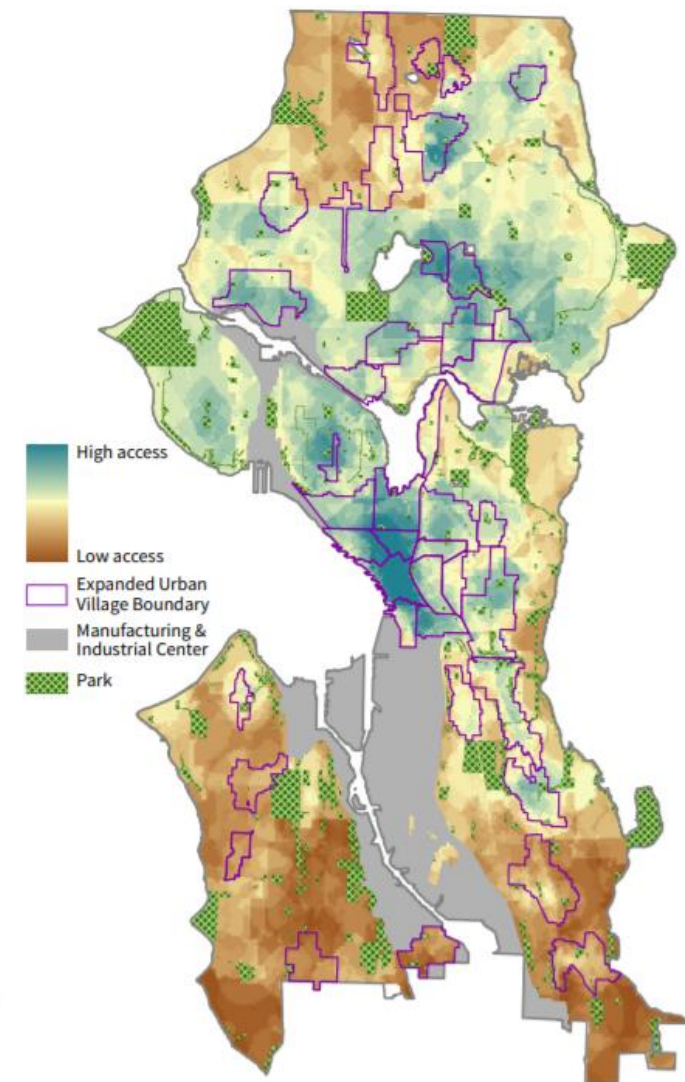 High access
Low access
Expanded Urban
Village Boundary
Manufacturing &
Industrial Center
Park